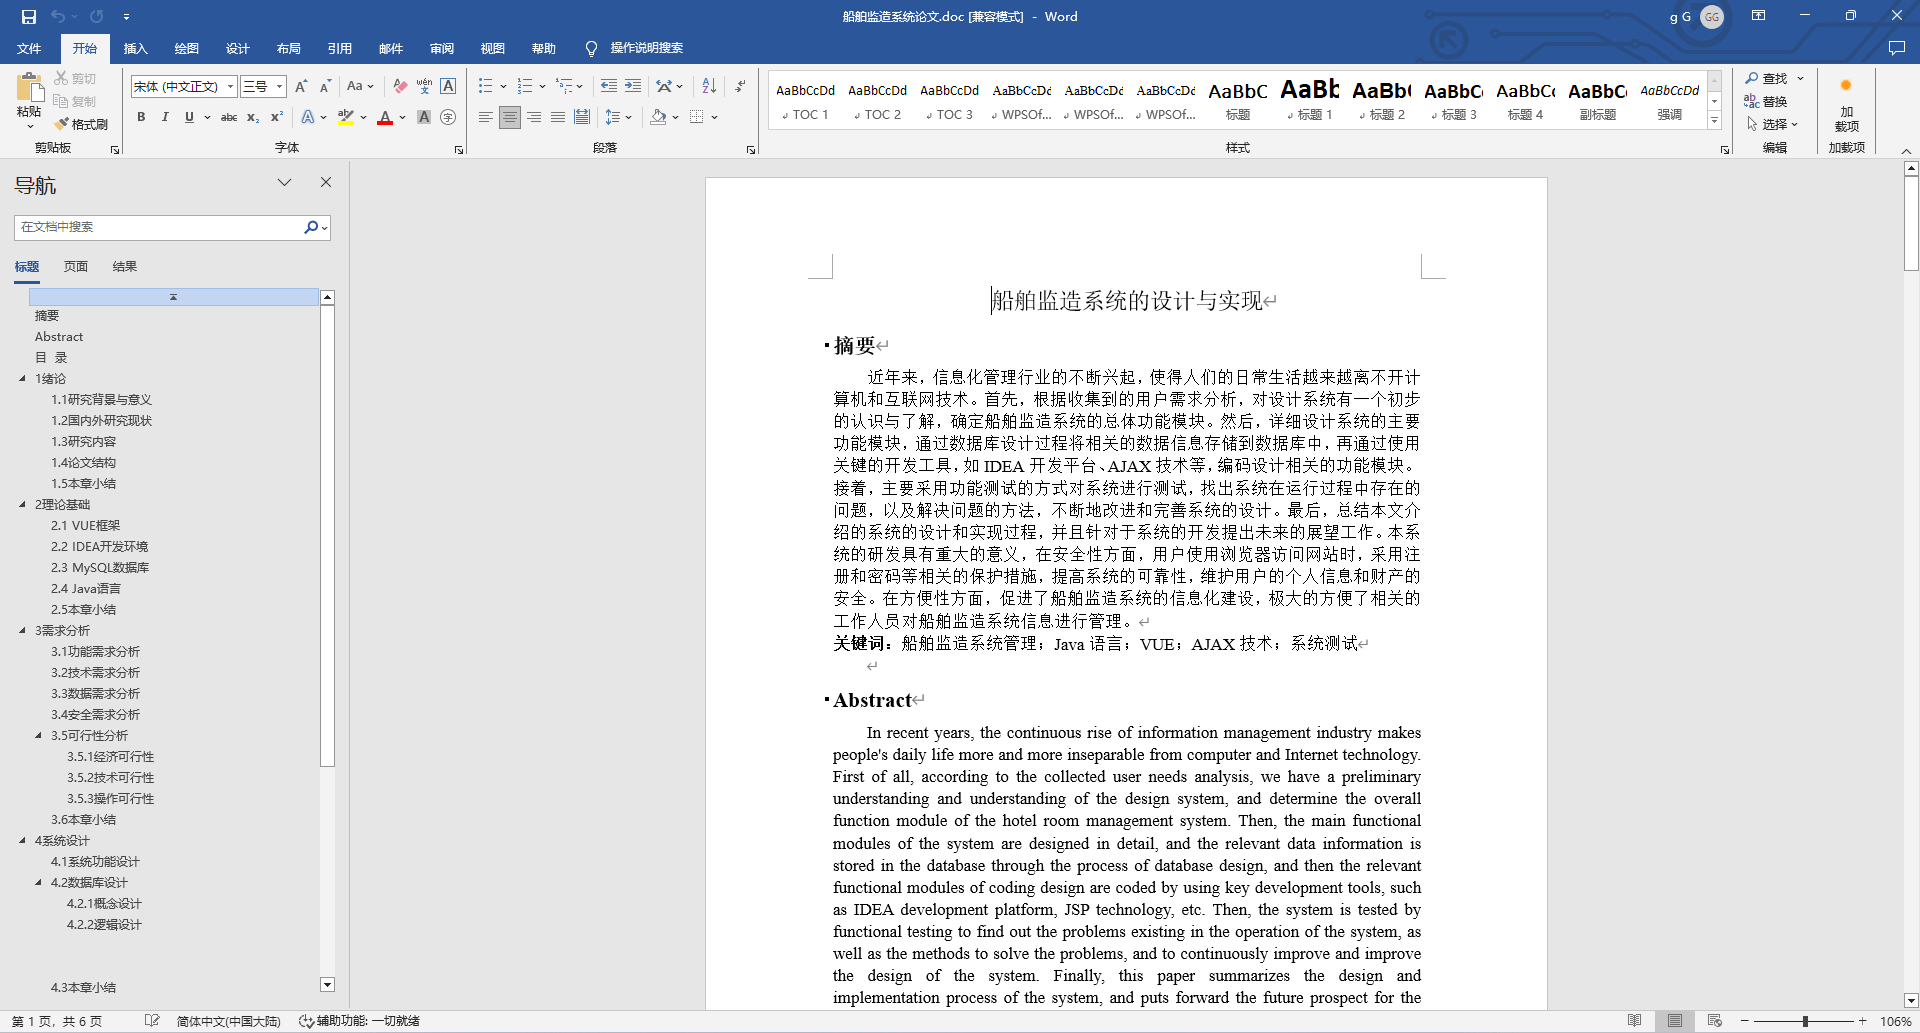 船舶监造系统论文.doc [兼容模式] - Word
g G
GG
文件 开始 插入 绘图 设计 布局 引用 邮件 审阅 视图 帮助 操作说明搜索
粘贴
剪切
复制
格式刷
剪贴板
宋体 (中文正文) 三号
字体
段落
AaBbCcDd TOC 1
AaBbCcDd TOC 2
AaBbCcDd TOC 3
AaBbCcDd WPSOf...
AaBbCcDd WPSOf...
AaBbCcDd WPSOf...
AaBbC 标题
AaBb 标题 1
AaBb 标题 2
AaBbC 标题 3
AaBbC 标题 4
AaBbC 副标题
AaBbCcDd 强调
样式
查找
替换
选择
编辑
加载项
加载项
导航
在文档中搜索
标题 页面 结果
摘要
Abstract
目 录
1绪论
1.1研究背景与意义
1.2国内外研究现状
1.3研究内容
1.4论文结构
1.5本章小结
2理论基础
2.1 VUE框架
2.2 IDEA开发环境
2.3 MySQL数据库
2.4 Java语言
2.5本章小结
3需求分析
3.1功能需求分析
3.2技术需求分析
3.3数据需求分析
3.4安全需求分析
3.5可行性分析
3.5.1经济可行性
3.5.2技术可行性
3.5.3操作可行性
3.6本章小结
4系统设计
4.1系统功能设计
4.2数据库设计
4.2.1概念设计
4.2.2逻辑设计
4.3本章小结
船舶监造系统的设计与实现
摘要
近年来，信息化管理行业的不断兴起，使得人们的日常生活越来越离不开计
算机和互联网技术。首先，根据收集到的用户需求分析，对设计系统有一个初步
的认识与了解，确定船舶监造系统的总体功能模块。然后，详细设计系统的主要
功能模块，通过数据库设计过程将相关的数据信息存储到数据库中，再通过使用
关键的开发工具，如 IDEA 开发平台、AJAX 技术等，编码设计相关的功能模块。
接着，主要采用功能测试的方式对系统进行测试，找出系统在运行过程中存在的
问题，以及解决问题的方法，不断地改进和完善系统的设计。最后，总结本文介
绍的系统的设计和实现过程，并且针对于系统的开发提出未来的展望工作。本系
统的研发具有重大的意义，在安全性方面，用户使用浏览器访问网站时，采用注
册和密码等相关的保护措施，提高系统的可靠性，维护用户的个人信息和财产的
安全。在方便性方面，促进了船舶监造系统的信息化建设，极大的方便了相关的
工作人员对船舶监造系统信息进行管理。
关键词：船舶监造系统管理；Java 语言；VUE；AJAX 技术；系统测试
Abstract
In recent years, the continuous rise of information management industry makes
people's daily life more and more inseparable from computer and Internet technology.
First of all, according to the collected user needs analysis, we have a preliminary
understanding and understanding of the design system, and determine the overall
function module of the hotel room management system. Then, the main functional
modules of the system are designed in detail, and the relevant data information is
stored in the database through the process of database design, and then the relevant
functional modules of coding design are coded by using key development tools, such
as IDEA development platform, JSP technology, etc. Then, the system is tested by
functional testing to find out the problems existing in the operation of the system, as
well as the methods to solve the problems, and to continuously improve and improve
the design of the system. Finally, this paper summarizes the design and
implementation process of the system, and puts forward the future prospect for the
第 1 页，共 6 页 简体中文(中国大陆) 辅助功能: 一切就绪
106%